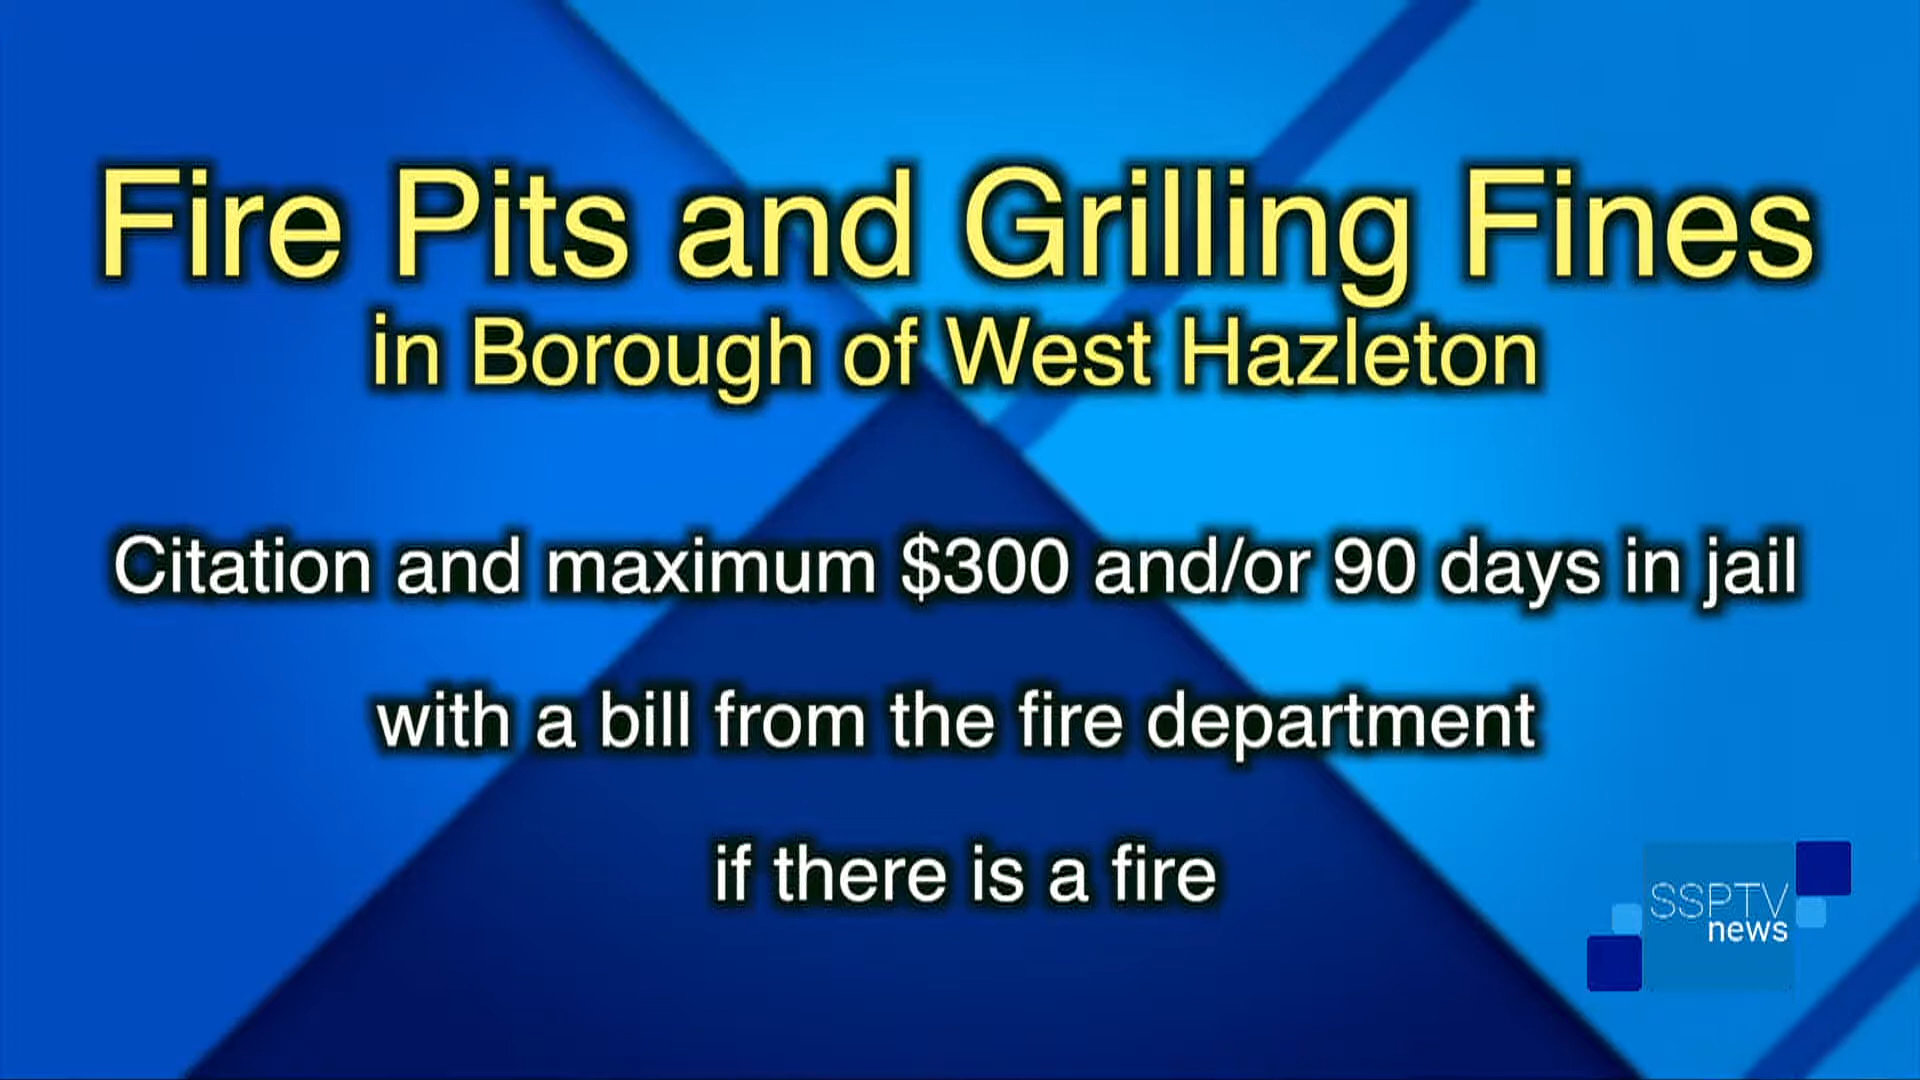 Fire Pits and Grilling Fines
in Borough of West Hazleton
Citation and maximum $300 and/or 90 days in jail
with a bill from the fire department
if there is a fire
SSPTV
news